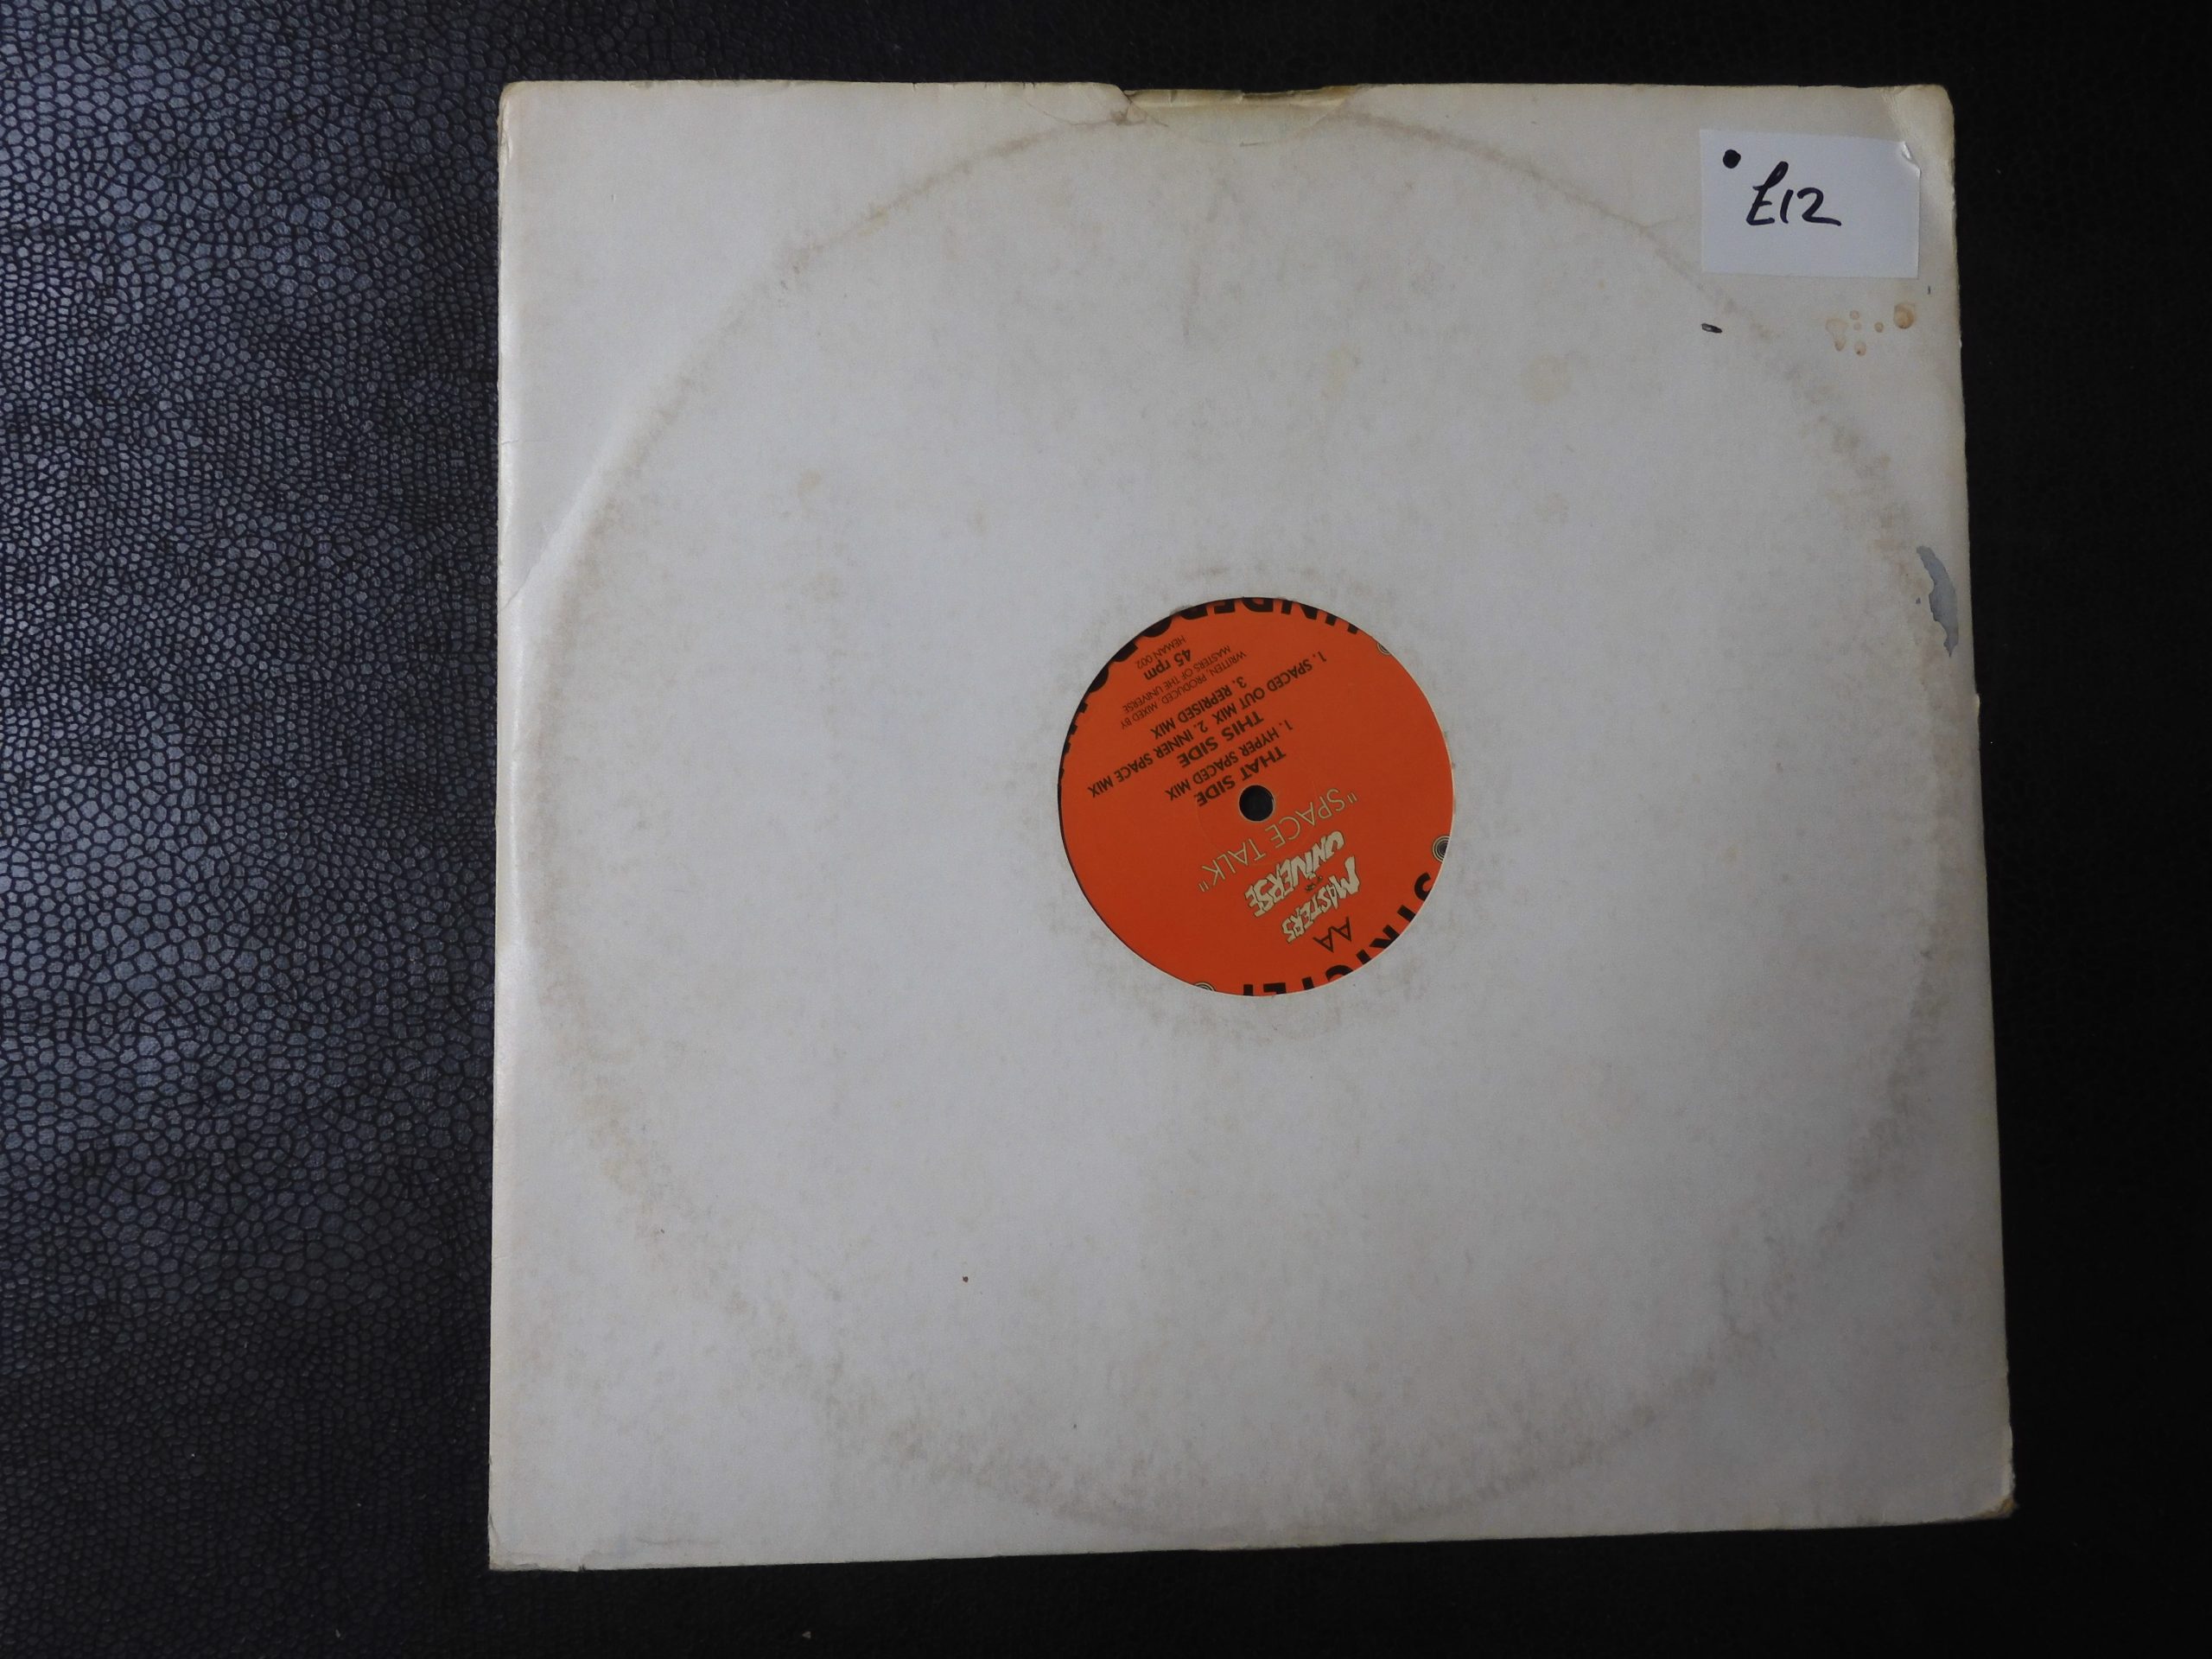 £12
AA
MASTERS
OF THE
UNIVERSE
"SPACE TALK"
THAT SIDE
1. HYPER SPACED MIX
THIS SIDE
1. SPACED OUT MIX 2. INNER SPACE MIX
3. REPRISED MIX
WRITTEN, PRODUCED, MIXED BY
MASTERS OF THE UNIVERSE
45 rpm
HEMAN 002